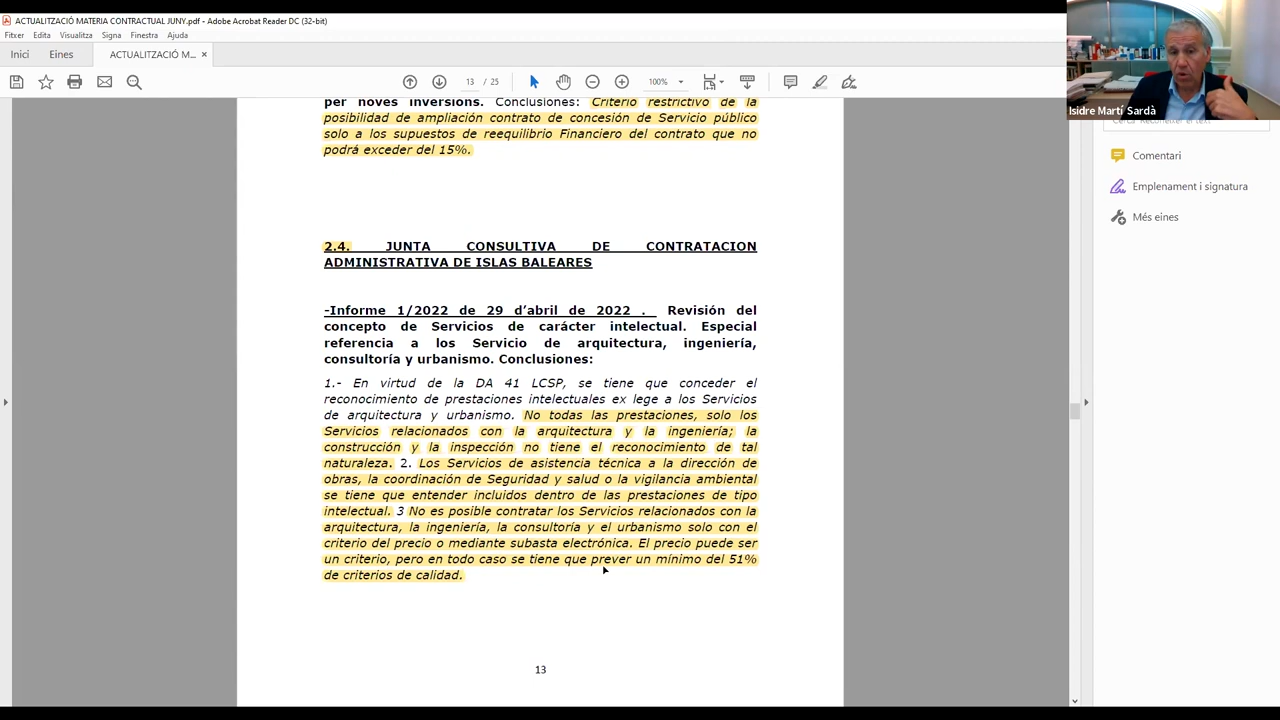 ACTUALITZACIÓ MATERIA CONTRACTUAL JUNY.pdf - Adobe Acrobat Reader DC (32-bit)
Fitxer Edita Visualitza Signa Finestra Ajuda
Inici Eines ACTUALITZACIÓ M... ×
13 / 25 100%
Isidre Martí Sardà
Comentari
Emplenament i signatura
Més eines
per noves inversions. Conclusiones: Criterio restrictivo de la
posibilidad de ampliación contrato de concesión de Servicio público
solo a los supuestos de reequilibrio Financiero del contrato que no
podrá exceder del 15%.
2.4. JUNTA CONSULTIVA DE CONTRATACION
ADMINISTRATIVA DE ISLAS BALEARES
-Informe 1/2022 de 29 d’abril de 2022 . Revisión del
concepto de Servicios de carácter intelectual. Especial
referencia a los Servicio de arquitectura, ingeniería,
consultoría y urbanismo. Conclusiones:
1.- En virtud de la DA 41 LCSP, se tiene que conceder el
reconocimiento de prestaciones intelectuales ex lege a los Servicios
de arquitectura y urbanismo. No todas las prestaciones, solo los
Servicios relacionados con la arquitectura y la ingeniería; la
construcción y la inspección no tiene el reconocimiento de tal
naturaleza. 2. Los Servicios de asistencia técnica a la dirección de
obras, la coordinación de Seguridad y salud o la vigilancia ambiental
se tiene que entender incluidos dentro de las prestaciones de tipo
intelectual. 3 No es posible contratar los Servicios relacionados con la
arquitectura, la ingeniería, la consultoría y el urbanismo solo con el
criterio del precio o mediante subasta electrónica. El precio puede ser
un criterio, pero en todo caso se tiene que prever un mínimo del 51%
de criterios de calidad.
13